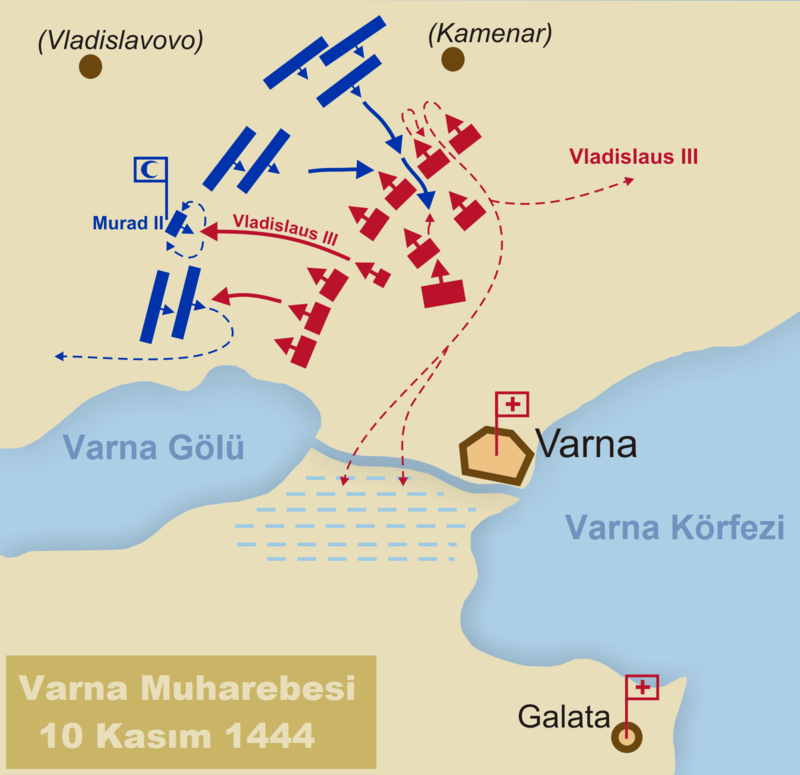 (Vladislavovo)
(Kamenar)
Vladislaus III
Murad II
Vladislaus III
Varna Gölü
Varna
Varna Körfezi
Varna Muharebesi
10 Kasım 1444
Galata